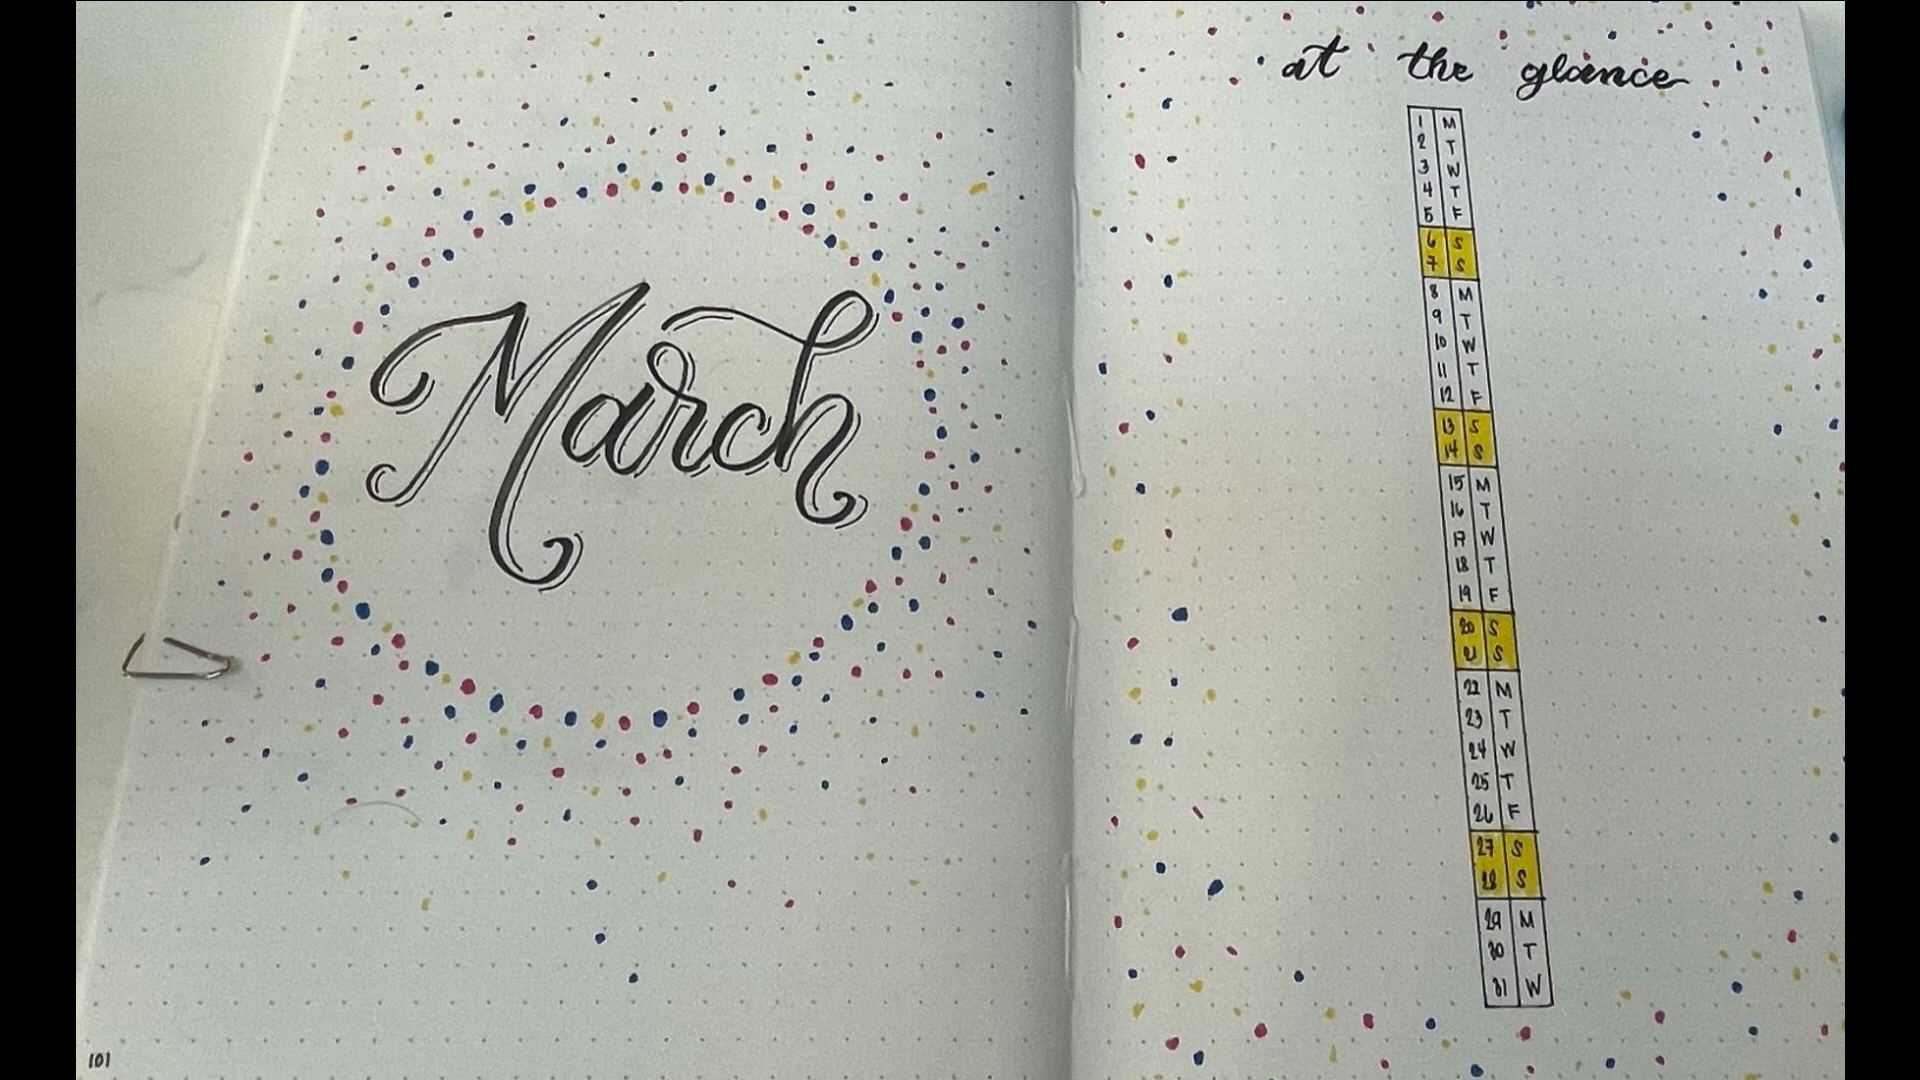 March
101
at the glance
1 M
2 T
3 W
4 T
5 F
6 S
7 S
8 M
9 T
10 W
11 T
12 F
13 S
14 S
15 M
16 T
17 W
18 T
19 F
20 S
21 S
22 M
23 T
24 W
25 T
26 F
27 S
28 S
29 M
30 T
31 W